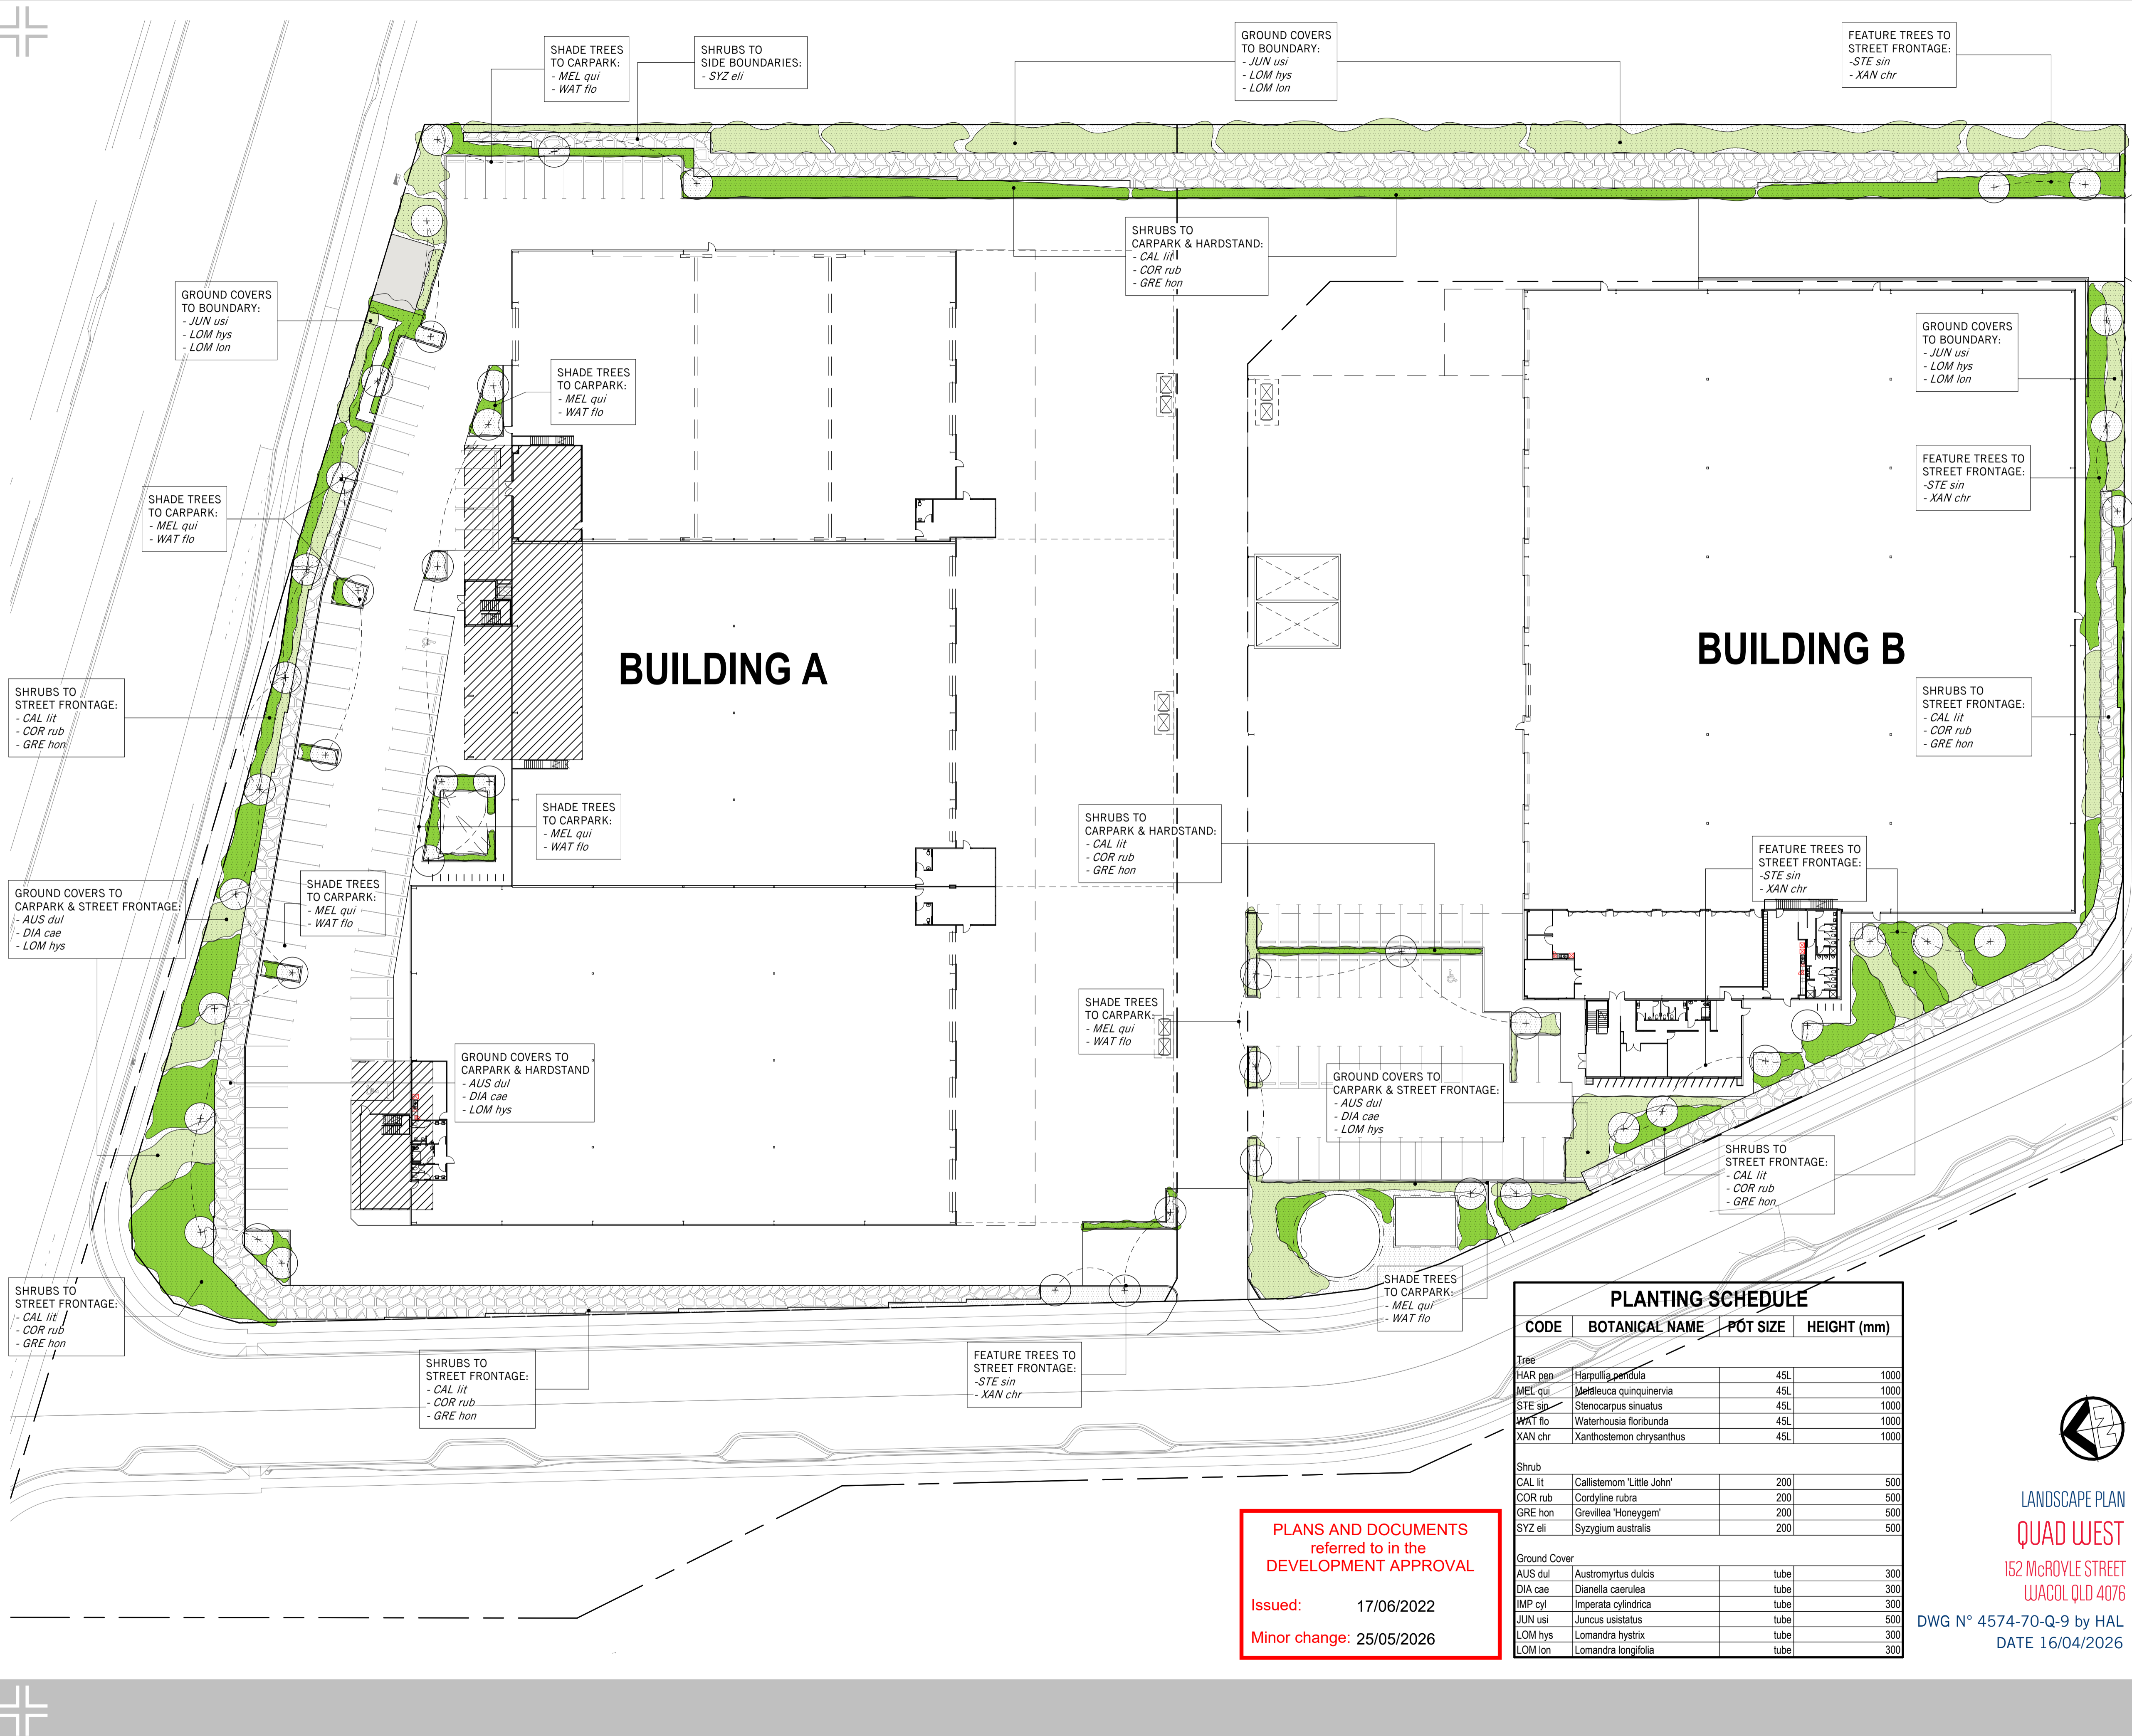 SHADE TREES
TO CARPARK:
- MEL qui
- WAT flo
SHRUBS TO
SIDE BOUNDARIES:
- SYZ eli
GROUND COVERS
TO BOUNDARY:
- JUN usi
- LOM hys
- LOM lon
FEATURE TREES TO
STREET FRONTAGE:
-STE sin
- XAN chr
SHRUBS TO
CARPARK & HARDSTAND:
- CAL lit
- COR rub
- GRE hon
GROUND COVERS
TO BOUNDARY:
- JUN usi
- LOM hys
- LOM lon
GROUND COVERS
TO BOUNDARY:
- JUN usi
- LOM hys
- LOM lon
SHADE TREES
TO CARPARK:
- MEL qui
- WAT flo
FEATURE TREES TO
STREET FRONTAGE:
-STE sin
- XAN chr
SHADE TREES
TO CARPARK:
- MEL qui
- WAT flo
BUILDING A
BUILDING B
SHRUBS TO
STREET FRONTAGE:
- CAL lit
- COR rub
- GRE hon
SHRUBS TO
STREET FRONTAGE:
- CAL lit
- COR rub
- GRE hon
SHADE TREES
TO CARPARK:
- MEL qui
- WAT flo
SHRUBS TO
CARPARK & HARDSTAND:
- CAL lit
- COR rub
- GRE hon
FEATURE TREES TO
STREET FRONTAGE:
-STE sin
- XAN chr
GROUND COVERS TO
CARPARK & STREET FRONTAGE:
- AUS dul
- DIA cae
- LOM hys
SHADE TREES
TO CARPARK:
- MEL qui
- WAT flo
SHADE TREES
TO CARPARK:
- MEL qui
- WAT flo
GROUND COVERS TO
CARPARK & HARDSTAND
- AUS dul
- DIA cae
- LOM hys
GROUND COVERS TO
CARPARK & STREET FRONTAGE:
- AUS dul
- DIA cae
- LOM hys
SHRUBS TO
STREET FRONTAGE:
- CAL lit
- COR rub
- GRE hon
SHRUBS TO
STREET FRONTAGE:
- CAL lit
- COR rub
- GRE hon
SHADE TREES
TO CARPARK:
- MEL qui
- WAT flo
SHRUBS TO
STREET FRONTAGE:
- CAL lit
- COR rub
- GRE hon
FEATURE TREES TO
STREET FRONTAGE:
-STE sin
- XAN chr
PLANTING SCHEDULE
CODE BOTANICAL NAME POT SIZE HEIGHT (mm)
Tree
HAR pen Harpullia pendula 45L 1000
MEL qui Melaleuca quinquinervia 45L 1000
STE sin Stenocarpus sinuatus 45L 1000
WAT flo Waterhousia floribunda 45L 1000
XAN chr Xanthostemon chrysanthus 45L 1000
Shrub
CAL lit Callistemom 'Little John' 200 500
COR rub Cordyline rubra 200 500
GRE hon Grevillea 'Honeygem' 200 500
SYZ eli Syzygium australis 200 500
Ground Cover
AUS dul Austromyrtus dulcis tube 300
DIA cae Dianella caerulea tube 300
IMP cyl Imperata cylindrica tube 300
JUN usi Juncus usistatus tube 500
LOM hys Lomandra hystrix tube 300
LOM lon Lomandra longifolia tube 300
PLANS AND DOCUMENTS
referred to in the
DEVELOPMENT APPROVAL
Issued: 17/06/2022
Minor change: 25/05/2026
LANDSCAPE PLAN
QUAD WEST
152 McROYLE STREET
WACOL QLD 4076
DWG N° 4574-70-Q-9 by HAL
DATE 16/04/2026